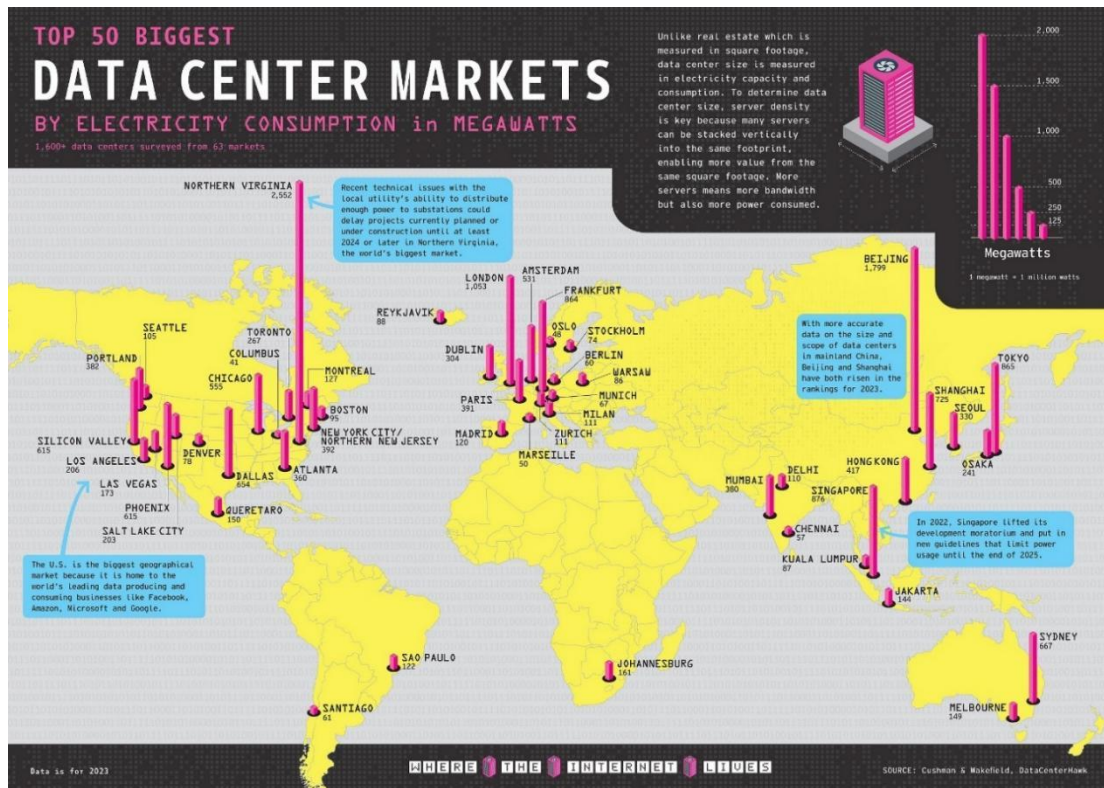 TOP 50 BIGGEST
DATA CENTER MARKETS
BY ELECTRICITY CONSUMPTION in MEGAWATTS
1,600+ data centers surveyed from 63 markets
Unlike real estate which is
measured in square footage,
data center size is measured
in electricity capacity and
consumption. To determine data
center size, server density
is key because many servers
can be stacked vertically
into the same footprint,
enabling more value from the
same square footage. More
servers means more bandwidth
but also more power consumed.
2,000
1,500
1,000
500
250
125
Megawatts
1 megawatt = 1 million watts
NORTHERN VIRGINIA
2,552
Recent technical issues with the
local utility's ability to distribute
enough power to substations could
delay projects currently planned or
under construction until at least
2024 or later in Northern Virginia,
the world's biggest market.
SEATTLE
105
PORTLAND
382
TORONTO
267
COLUMBUS
41
CHICAGO
555
MONTREAL
127
BOSTON
95
NEW YORK CITY/
NORTHERN NEW JERSEY
392
SILICON VALLEY
615
LOS ANGELES
206
LAS VEGAS
173
PHOENIX
615
SALT LAKE CITY
203
DENVER
78
DALLAS
654
ATLANTA
360
QUERETARO
150
The U.S. is the biggest geographical
market because it is home to the
world's leading data producing and
consuming businesses like Facebook,
Amazon, Microsoft and Google.
SAO PAULO
122
SANTIAGO
61
REYKJAVIK
88
LONDON
1,053
AMSTERDAM
531
FRANKFURT
864
OSLO
48
STOCKHOLM
74
DUBLIN
304
BERLIN
60
WARSAW
86
PARIS
391
MUNICH
67
MILAN
111
MADRID
120
ZURICH
111
MARSEILLE
50
JOHANNESBURG
161
BEIJING
1,799
With more accurate
data on the size and
scope of data centers
in mainland China,
Beijing and Shanghai
have both risen in the
rankings for 2023.
TOKYO
865
SHANGHAI
725
SEOUL
330
OSAKA
241
HONG KONG
417
MUMBAI
380
DELHI
110
SINGAPORE
876
CHENNAI
57
KUALA LUMPUR
87
In 2022, Singapore lifted its
development moratorium and put in
new guidelines that limit power
usage until the end of 2025.
JAKARTA
144
SYDNEY
667
MELBOURNE
149
Data is for 2023
WHERE THE INTERNET LIVES
SOURCE: Cushman & Wakefield, DataCenterHawk